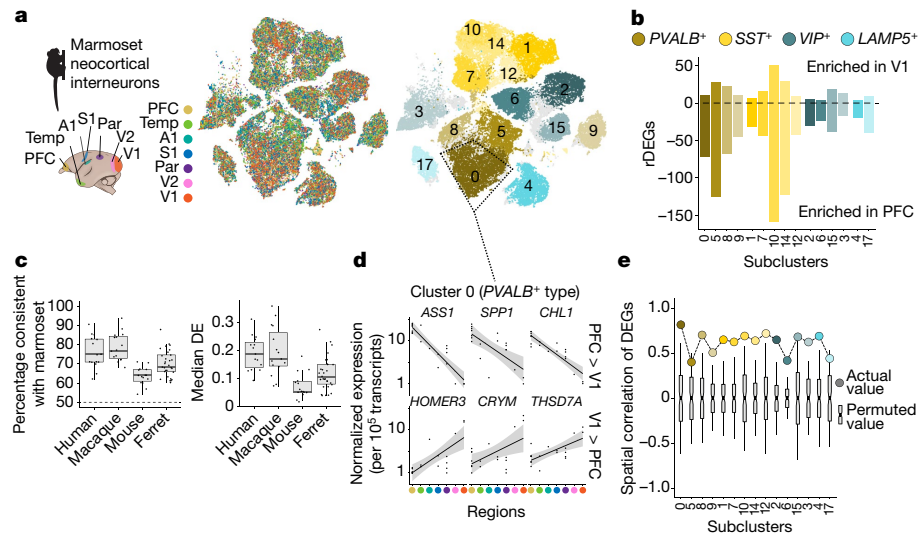 a
Marmoset
neocortical
interneurons
S1
A1
Par
Temp
V2
PFC
V1
PFC
Temp
A1
S1
Par
V2
V1
10
14
1
7
12
2
6
3
8
5
15
9
17
0
4
b
PVALB+
SST+
VIP+
LAMP5+
rDEGs
50
0
−50
−100
−150
Enriched in V1
Enriched in PFC
0 5 8 9 1 7 10 14 12 2 6 15 3 4 17
Subclusters
c
Percentage consistent
with marmoset
100
90
80
70
60
50
Human
Macaque
Mouse
Ferret
Median DE
0.3
0.2
0.1
0
Human
Macaque
Mouse
Ferret
d
Cluster 0 (PVALB+ type)
ASS1 SPP1 CHL1
Normalized expression
(per 10^5 transcripts)
10
1
PFC > V1
HOMER3 CRYM THSD7A
10
1
V1 > PFC
Regions
e
Spatial correlation of DEGs
1.0
0.5
0
−0.5
−1.0
Actual
value
Permuted
value
0 5 8 9 1 7 10 14 12 2 6 15 3 4 17
Subclusters